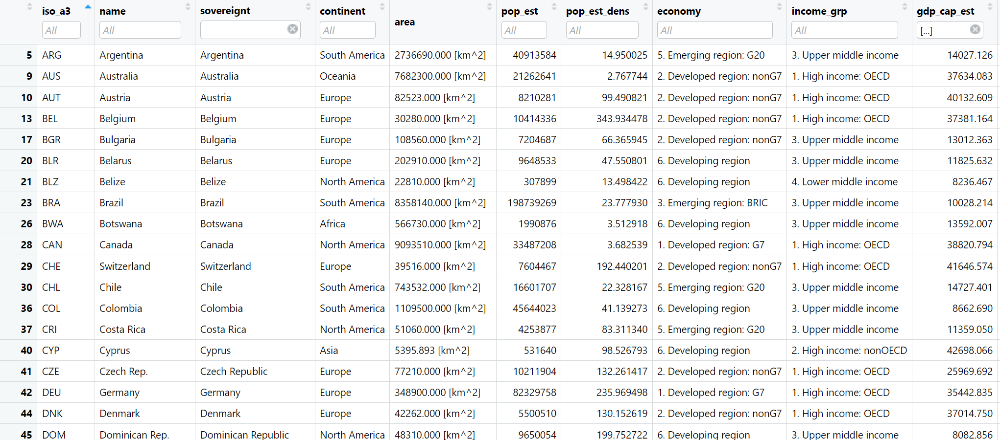 iso_a3 name sovereignt continent area pop_est pop_est_dens economy income_grp gdp_cap_est
All All All All All All All [...]
5 ARG Argentina Argentina South America 2736690.000 [km^2] 40913584 14.950025 5. Emerging region: G20 3. Upper middle income 14027.126
9 AUS Australia Australia Oceania 7682300.000 [km^2] 21262641 2.767744 2. Developed region: nonG7 1. High income: OECD 37634.083
10 AUT Austria Austria Europe 82523.000 [km^2] 8210281 99.490821 2. Developed region: nonG7 1. High income: OECD 40132.609
13 BEL Belgium Belgium Europe 30280.000 [km^2] 10414336 343.934478 2. Developed region: nonG7 1. High income: OECD 37381.164
17 BGR Bulgaria Bulgaria Europe 108560.000 [km^2] 7204687 66.365945 2. Developed region: nonG7 3. Upper middle income 13012.363
20 BLR Belarus Belarus Europe 202910.000 [km^2] 9648533 47.550801 6. Developing region 3. Upper middle income 11825.632
21 BLZ Belize Belize North America 22810.000 [km^2] 307899 13.498422 6. Developing region 4. Lower middle income 8236.467
23 BRA Brazil Brazil South America 8358140.000 [km^2] 198739269 23.777930 3. Emerging region: BRIC 3. Upper middle income 10028.214
26 BWA Botswana Botswana Africa 566730.000 [km^2] 1990876 3.512918 6. Developing region 3. Upper middle income 13592.007
28 CAN Canada Canada North America 9093510.000 [km^2] 33487208 3.682539 1. Developed region: G7 1. High income: OECD 38820.794
29 CHE Switzerland Switzerland Europe 39516.000 [km^2] 7604467 192.440201 2. Developed region: nonG7 1. High income: OECD 41646.574
30 CHL Chile Chile South America 743532.000 [km^2] 16601707 22.328167 5. Emerging region: G20 3. Upper middle income 14727.401
36 COL Colombia Colombia South America 1109500.000 [km^2] 45644023 41.139273 6. Developing region 3. Upper middle income 8662.690
37 CRI Costa Rica Costa Rica North America 51060.000 [km^2] 4253877 83.311340 5. Emerging region: G20 3. Upper middle income 11359.050
40 CYP Cyprus Cyprus Asia 5395.893 [km^2] 531640 98.526793 6. Developing region 2. High income: nonOECD 42698.066
41 CZE Czech Rep. Czech Republic Europe 77210.000 [km^2] 10211904 132.261417 2. Developed region: nonG7 1. High income: OECD 25969.692
42 DEU Germany Germany Europe 348900.000 [km^2] 82329758 235.969498 1. Developed region: G7 1. High income: OECD 35442.835
44 DNK Denmark Denmark Europe 42262.000 [km^2] 5500510 130.152619 2. Developed region: nonG7 1. High income: OECD 37014.750
45 DOM Dominican Rep. Dominican Republic North America 48310.000 [km^2] 9650054 199.752722 6. Developing region 3. Upper middle income 8082.856